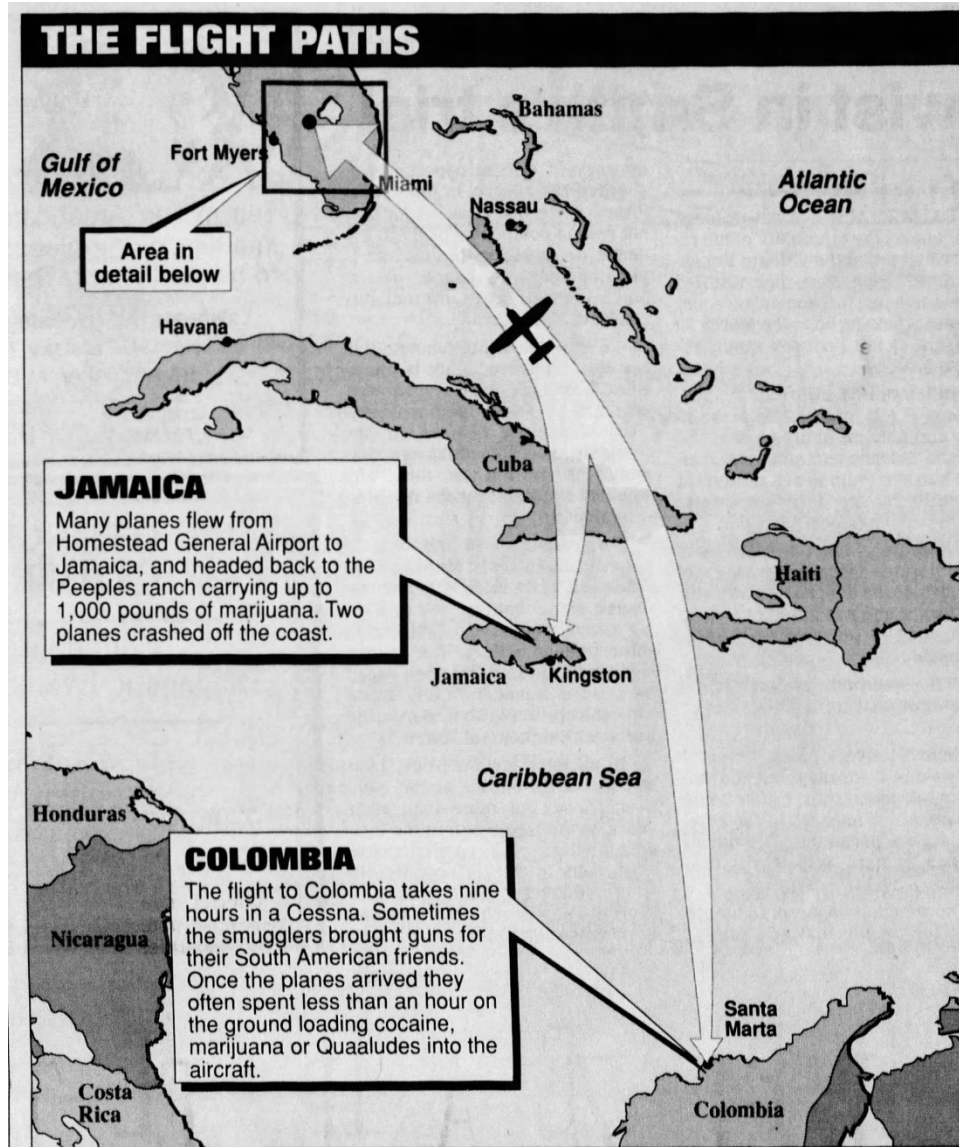 THE FLIGHT PATHS
Bahamas
Fort Myers
Gulf of
Mexico
Miami
Atlantic
Ocean
Nassau
Area in
detail below
Havana
Cuba
JAMAICA
Many planes flew from
Homestead General Airport to
Jamaica, and headed back to the
Peeples ranch carrying up to
1,000 pounds of marijuana. Two
planes crashed off the coast.
Haiti
Jamaica
Kingston
Caribbean Sea
Honduras
COLOMBIA
The flight to Colombia takes nine
hours in a Cessna. Sometimes
the smugglers brought guns for
their South American friends.
Once the planes arrived they
often spent less than an hour on
the ground loading cocaine,
marijuana or Quaaludes into the
aircraft.
Nicaragua
Santa
Marta
Costa
Rica
Colombia